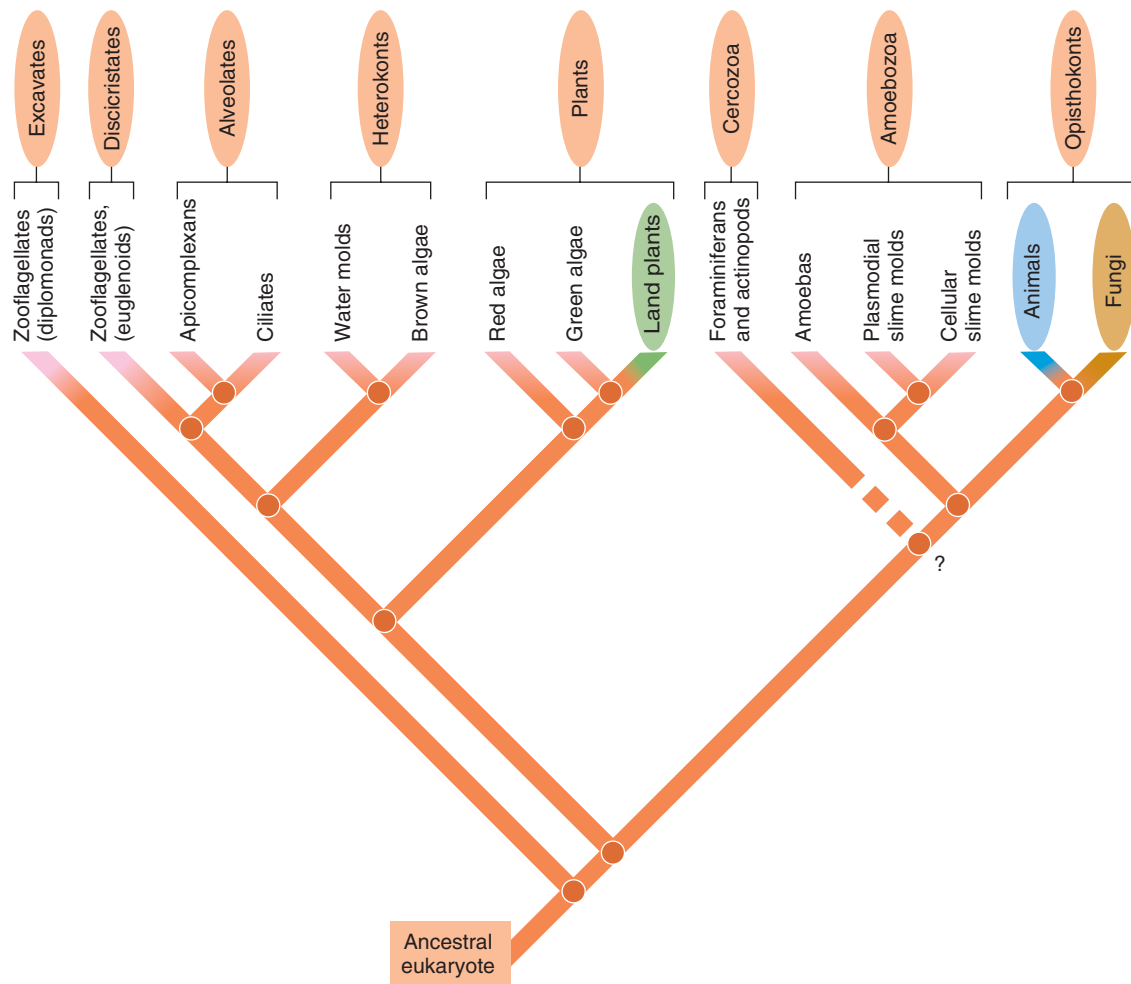 Excavates
Discicristates
Alveolates
Heterokonts
Plants
Cercozoa
Amoebozoa
Opisthokonts
Zooflagellates
(diplomonads)
Zooflagellates,
(euglenoids)
Apicomplexans
Ciliates
Water molds
Brown algae
Red algae
Green algae
Land plants
Foraminiferans
and actinopods
Amoebas
Plasmodial
slime molds
Cellular
slime molds
Animals
Fungi
?
Ancestral
eukaryote